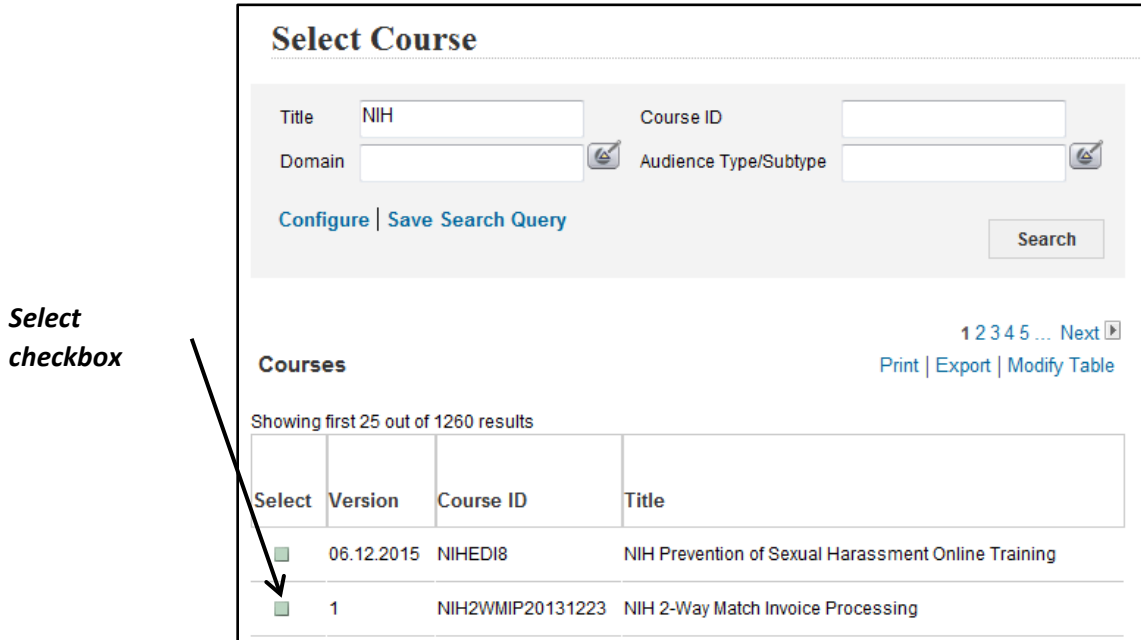 Select Course
Title NIH Course ID
Domain Audience Type/Subtype
Configure | Save Search Query
Search
Select
checkbox
1 2 3 4 5 ... Next
Courses Print | Export | Modify Table
Showing first 25 out of 1260 results
Select Version Course ID Title
06.12.2015 NIHEDI8 NIH Prevention of Sexual Harassment Online Training
1 NIH2WMIP20131223 NIH 2-Way Match Invoice Processing